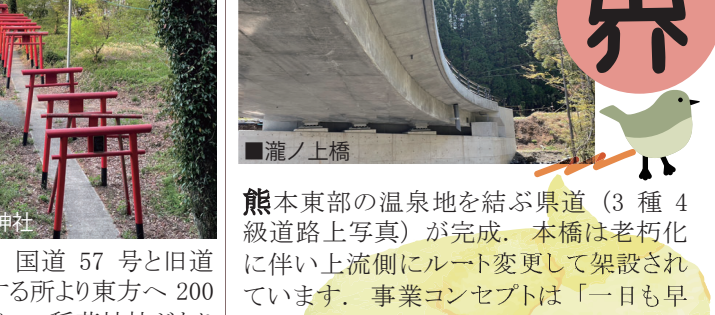 神社
国道 57 号と旧道
する所より東方へ 200
■瀧ノ上橋
熊本東部の温泉地を結ぶ県道（3 種 4
級道路上写真）が完成．本橋は老朽化
に伴い上流側にルート変更して架設され
ています．事業コンセプトは「一日も早